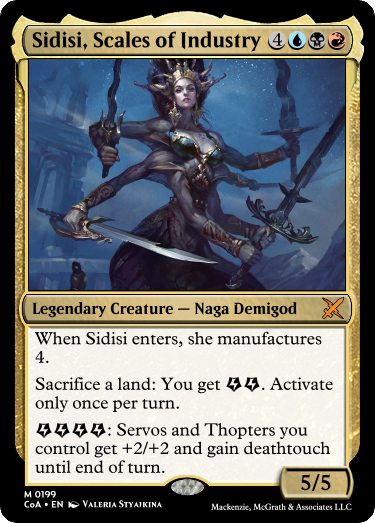 Sidisi, Scales of Industry 4
Legendary Creature — Naga Demigod
When Sidisi enters, she manufactures
4.
Sacrifice a land: You get . Activate
only once per turn.
: Servos and Thopters you
control get +2/+2 and gain deathtouch
until end of turn.
5/5
M 0199
CoA • EN Valeria Styajkina
Mackenzie, McGrath & Associates LLC